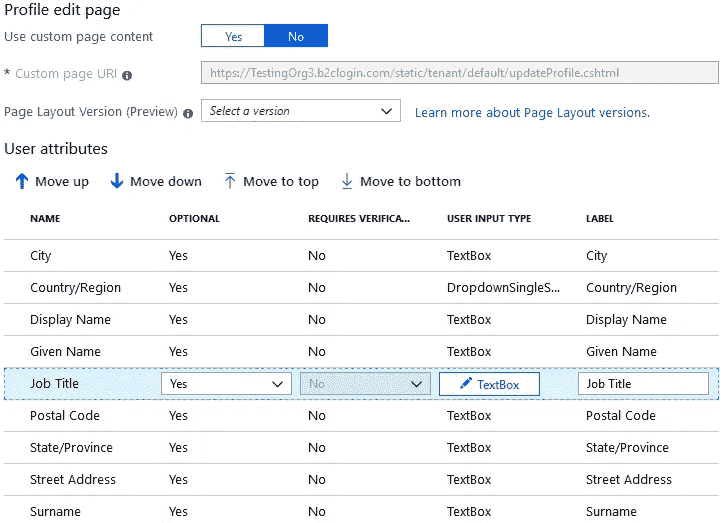 Profile edit page
Use custom page content Yes No
* Custom page URI https://TestingOrg3.b2clogin.com/static/tenant/default/updateProfile.cshtml
Page Layout Version (Preview) Select a version Learn more about Page Layout versions.
User attributes
Move up Move down Move to top Move to bottom
NAME OPTIONAL REQUIRES VERIFICA... USER INPUT TYPE LABEL
City Yes No TextBox City
Country/Region Yes No DropdownSingleS... Country/Region
Display Name Yes No TextBox Display Name
Given Name Yes No TextBox Given Name
Job Title Yes No TextBox Job Title
Postal Code Yes No TextBox Postal Code
State/Province Yes No TextBox State/Province
Street Address Yes No TextBox Street Address
Surname Yes No TextBox Surname